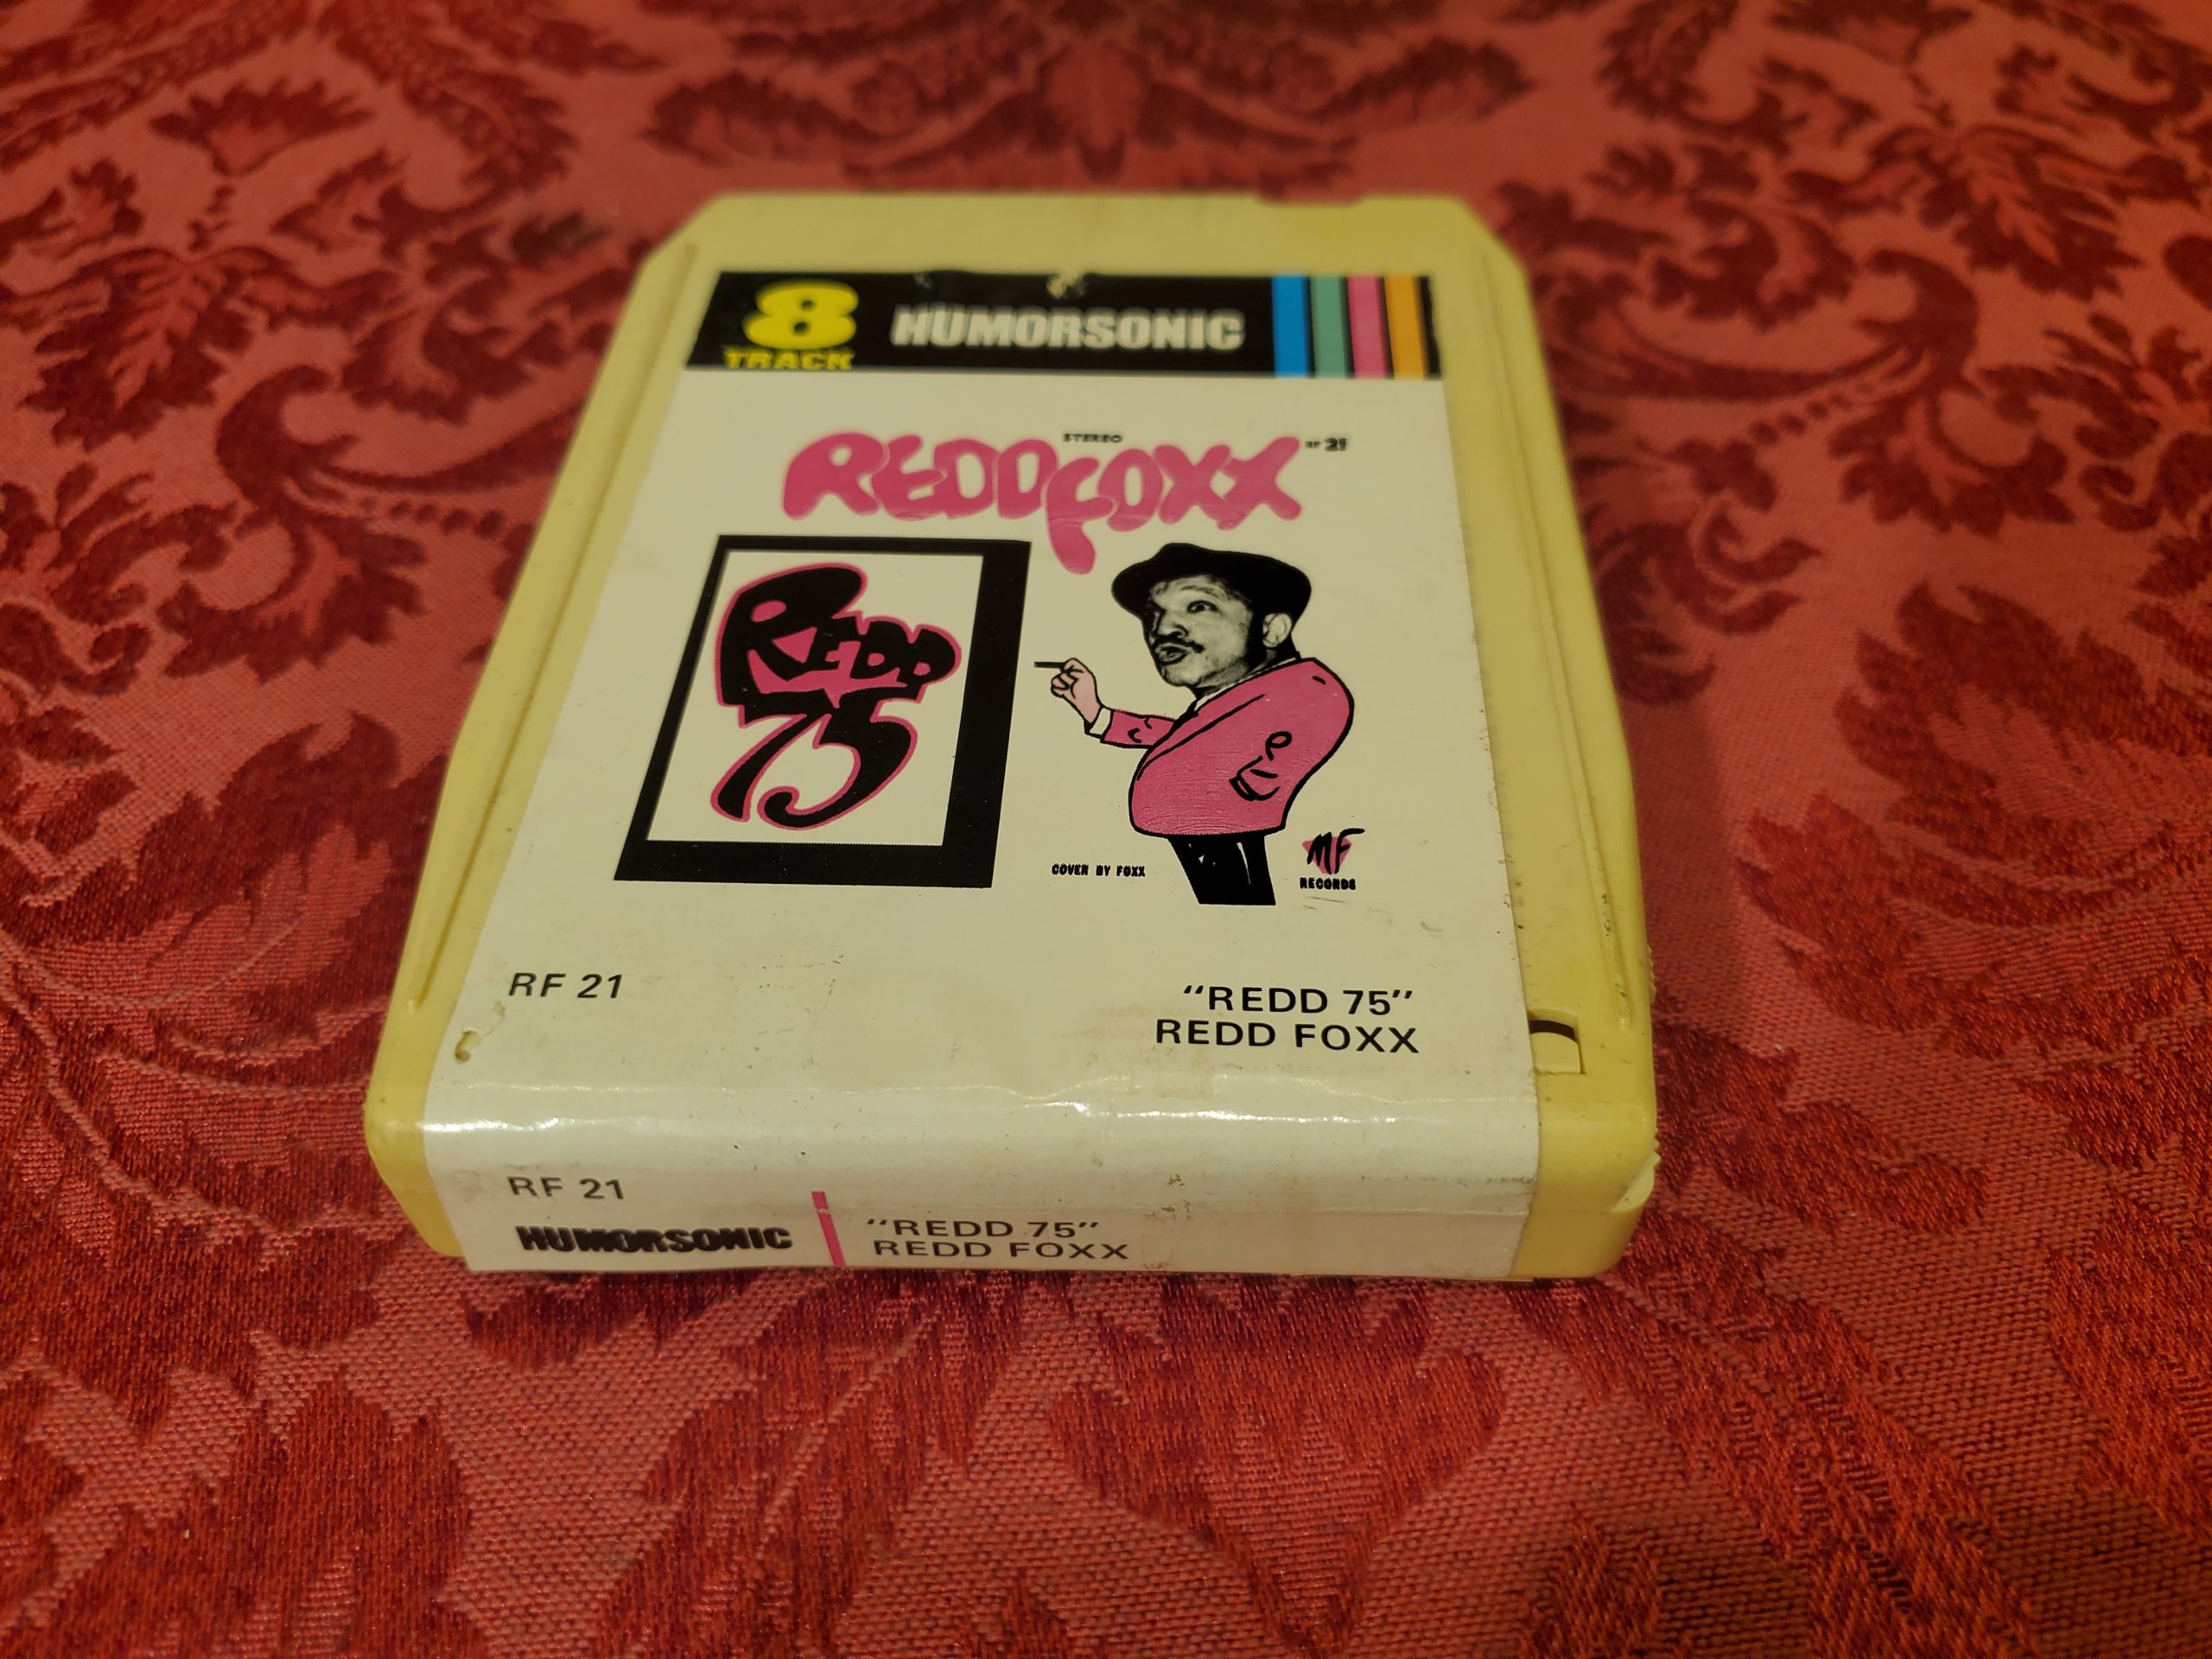 8
TRACK
HUMORSONIC
STEREO
REDD FOXX
RF 21
REDD
75
COVER BY FOXX
MF
RECORDS
RF 21
"REDD 75"
REDD FOXX
RF 21
HUMORSONIC
"REDD 75"
REDD FOXX